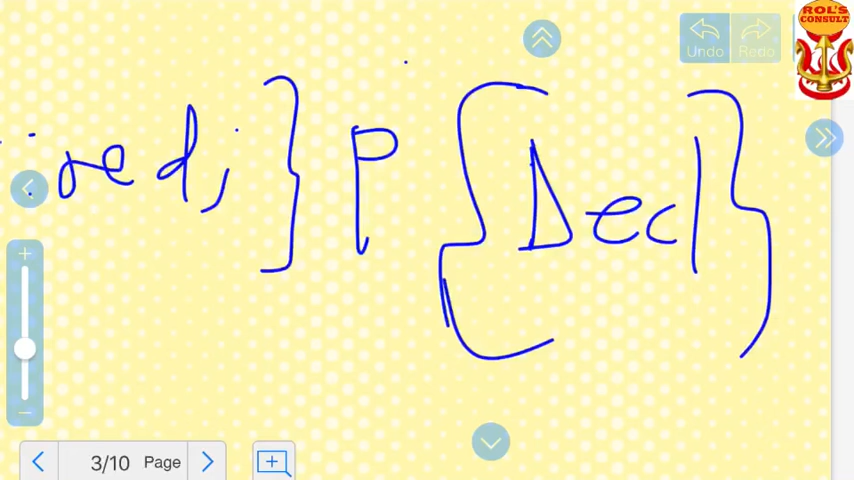 ROL'S
CONSULT
Undo Redo
red;} P {Decl}
3/10 Page